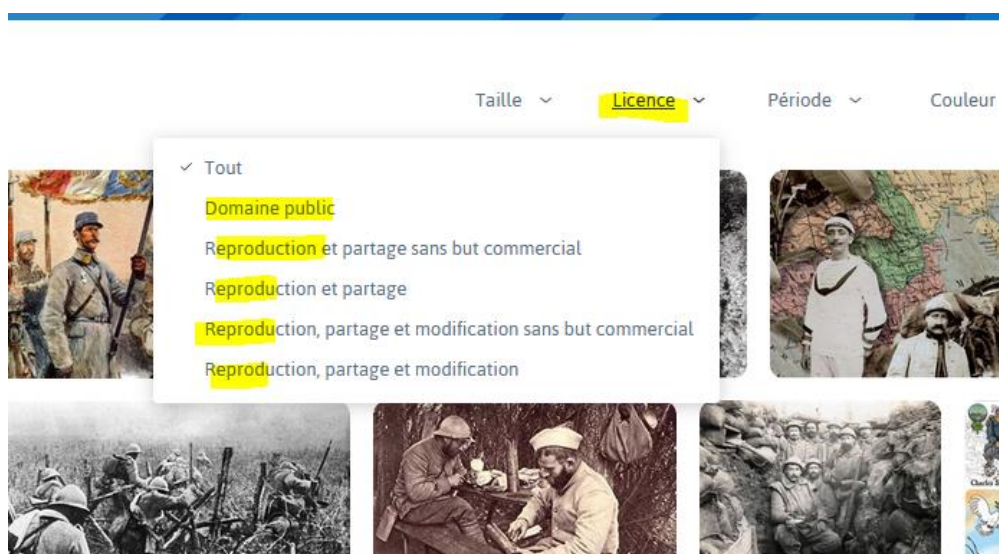 Taille
Licence
Période
Couleur
Tout
Domaine public
Reproduction et partage sans but commercial
Reproduction et partage
Reproduction, partage et modification sans but commercial
Reproduction, partage et modification